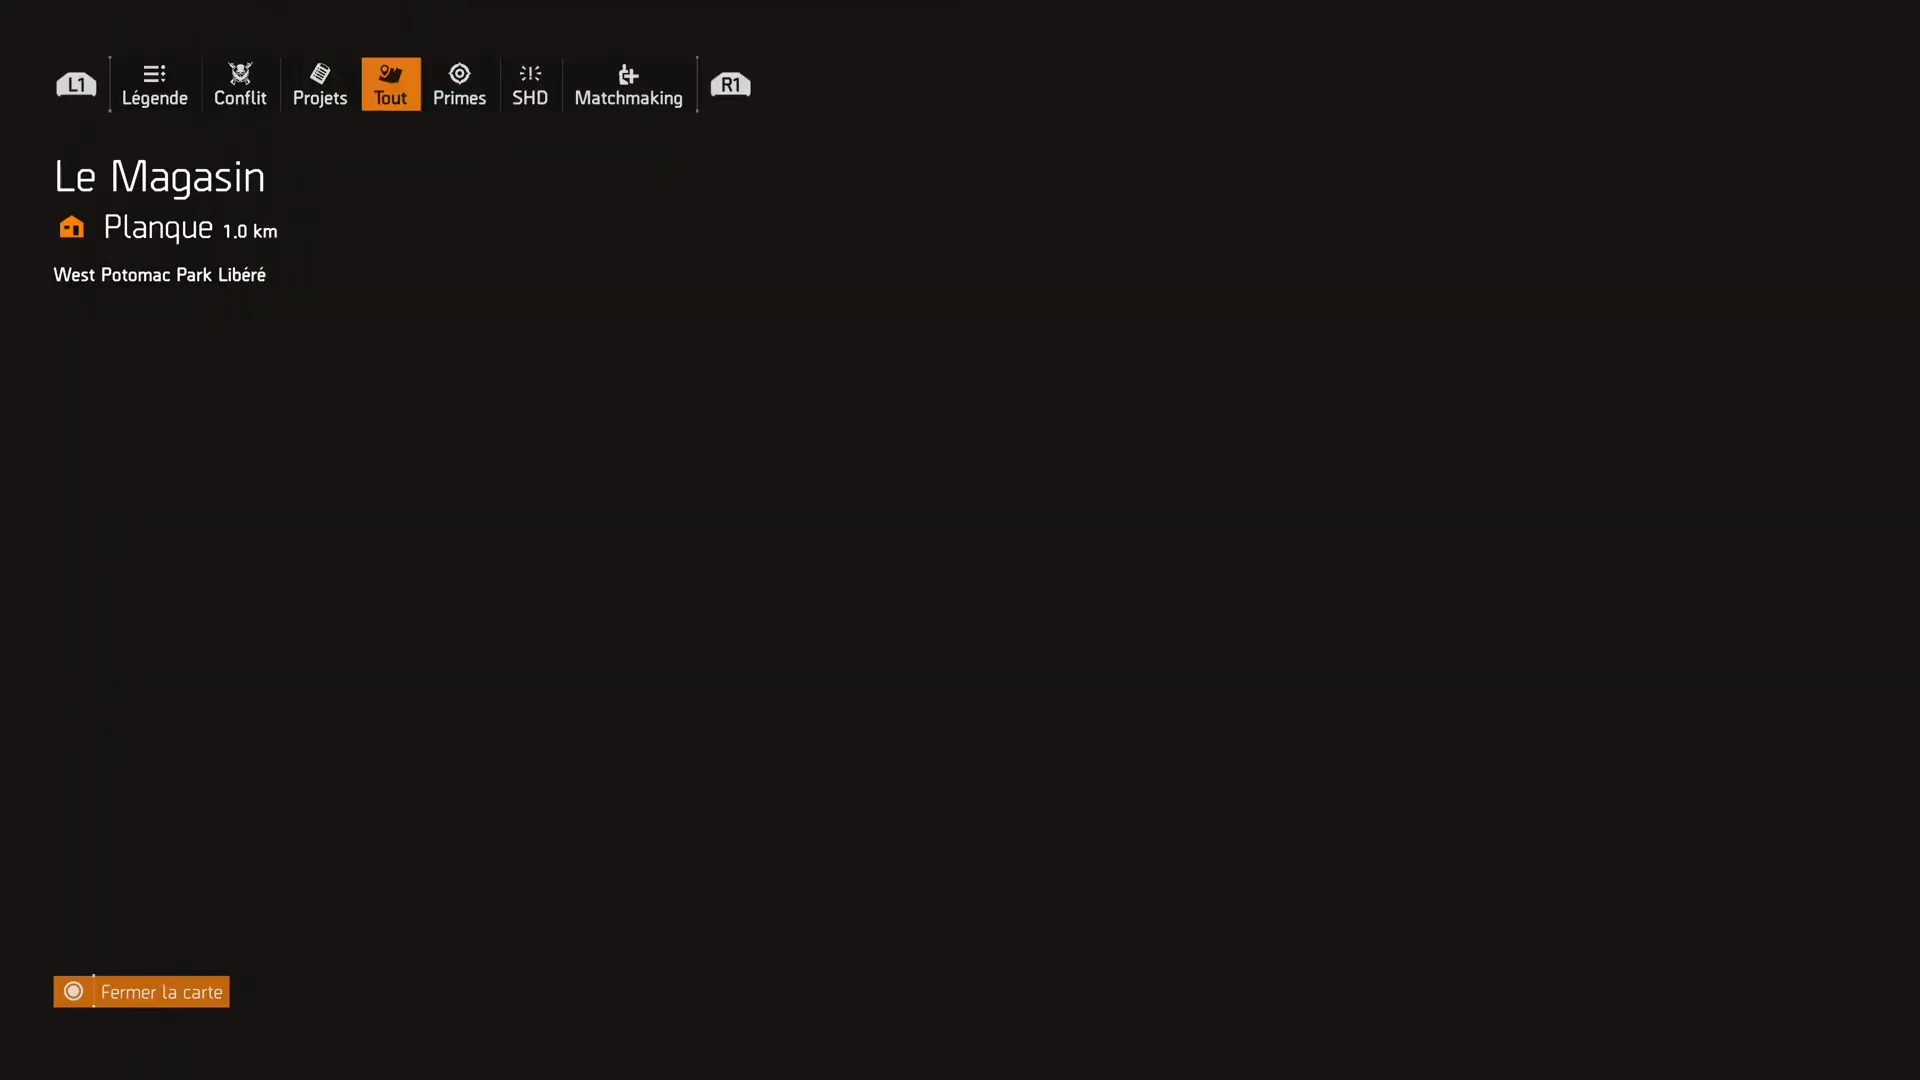 L1 Légende Conflit Projets Tout Primes SHD Matchmaking R1
Le Magasin
Planque 1.0 km
West Potomac Park Libéré
Fermer la carte